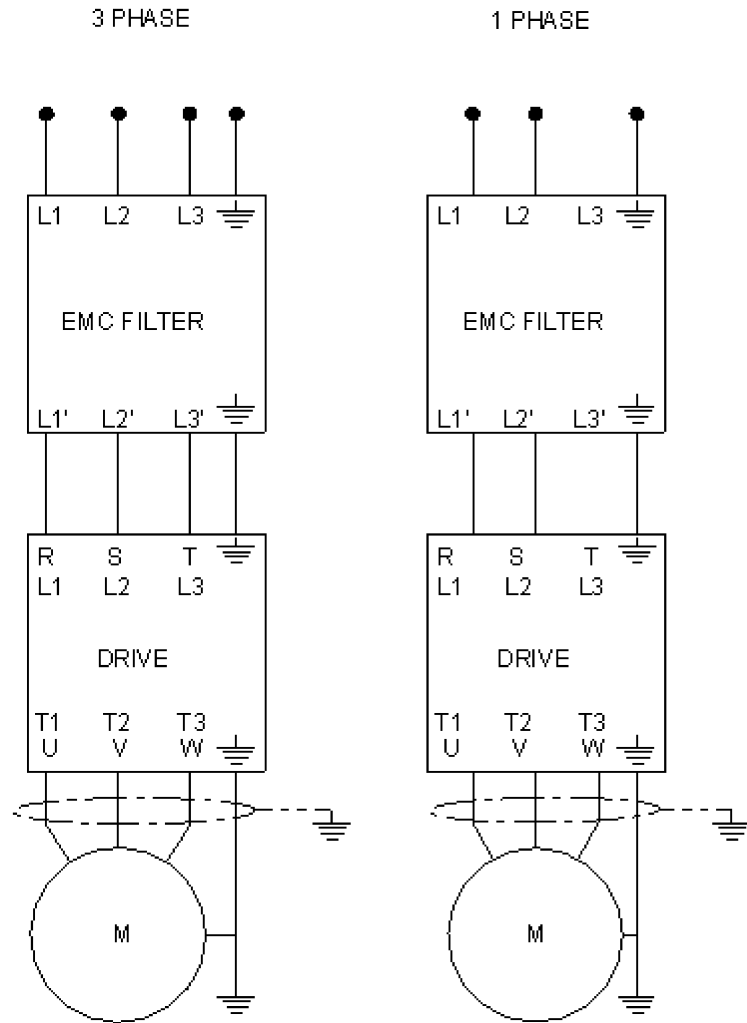 3 PHASE
1 PHASE
L1 L2 L3
EMC FILTER
L1' L2' L3'
R S T
L1 L2 L3
DRIVE
T1 T2 T3
U V W
M
L1 L2 L3
EMC FILTER
L1' L2' L3'
R S T
L1 L2 L3
DRIVE
T1 T2 T3
U V W
M